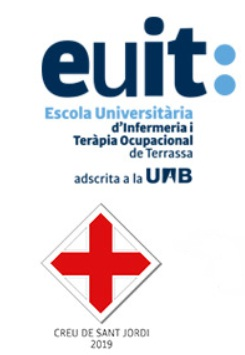 euit:
Escola Universitària
d'Infermeria i
Teràpia Ocupacional
de Terrassa
adscrita a la UAB
CREU DE SANT JORDI
2019